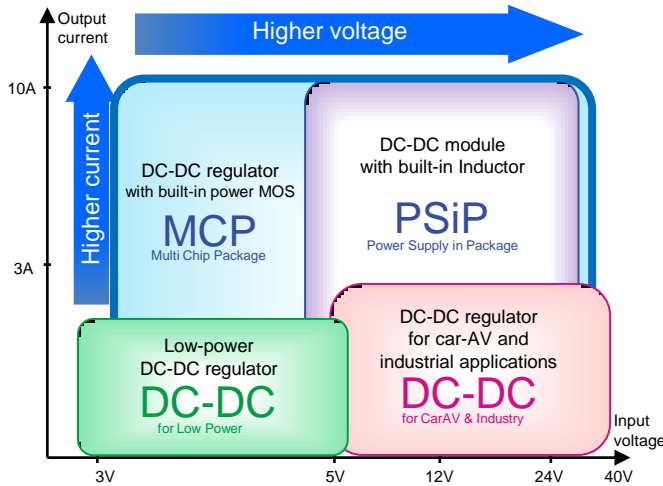 Output
current
Higher voltage
10A
Higher current
DC-DC regulator
with built-in power MOS
MCP
Multi Chip Package
DC-DC module
with built-in Inductor
PSiP
Power Supply in Package
3A
Low-power
DC-DC regulator
DC-DC
for Low Power
DC-DC regulator
for car-AV and
industrial applications
DC-DC
for CarAV & Industry
Input
voltage
3V
5V
12V
24V
40V